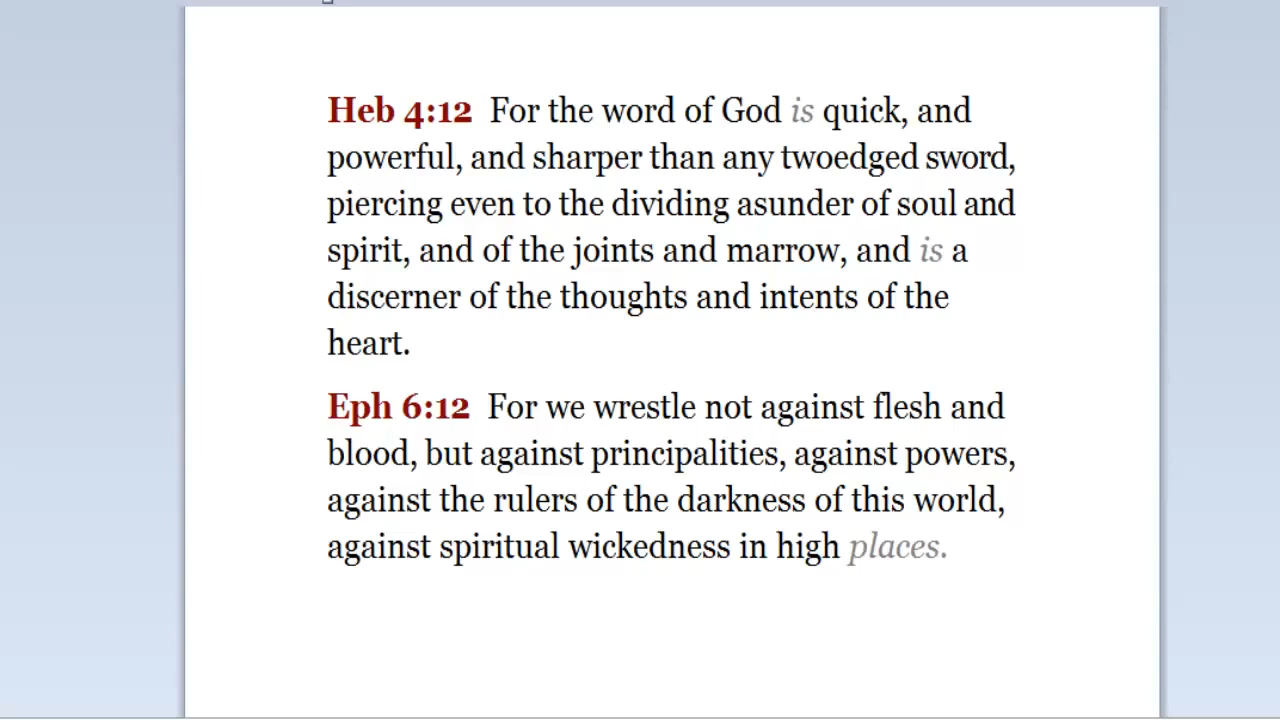 Heb 4:12 For the word of God is quick, and
powerful, and sharper than any twoedged sword,
piercing even to the dividing asunder of soul and
spirit, and of the joints and marrow, and is a
discerner of the thoughts and intents of the
heart.
Eph 6:12 For we wrestle not against flesh and
blood, but against principalities, against powers,
against the rulers of the darkness of this world,
against spiritual wickedness in high places.